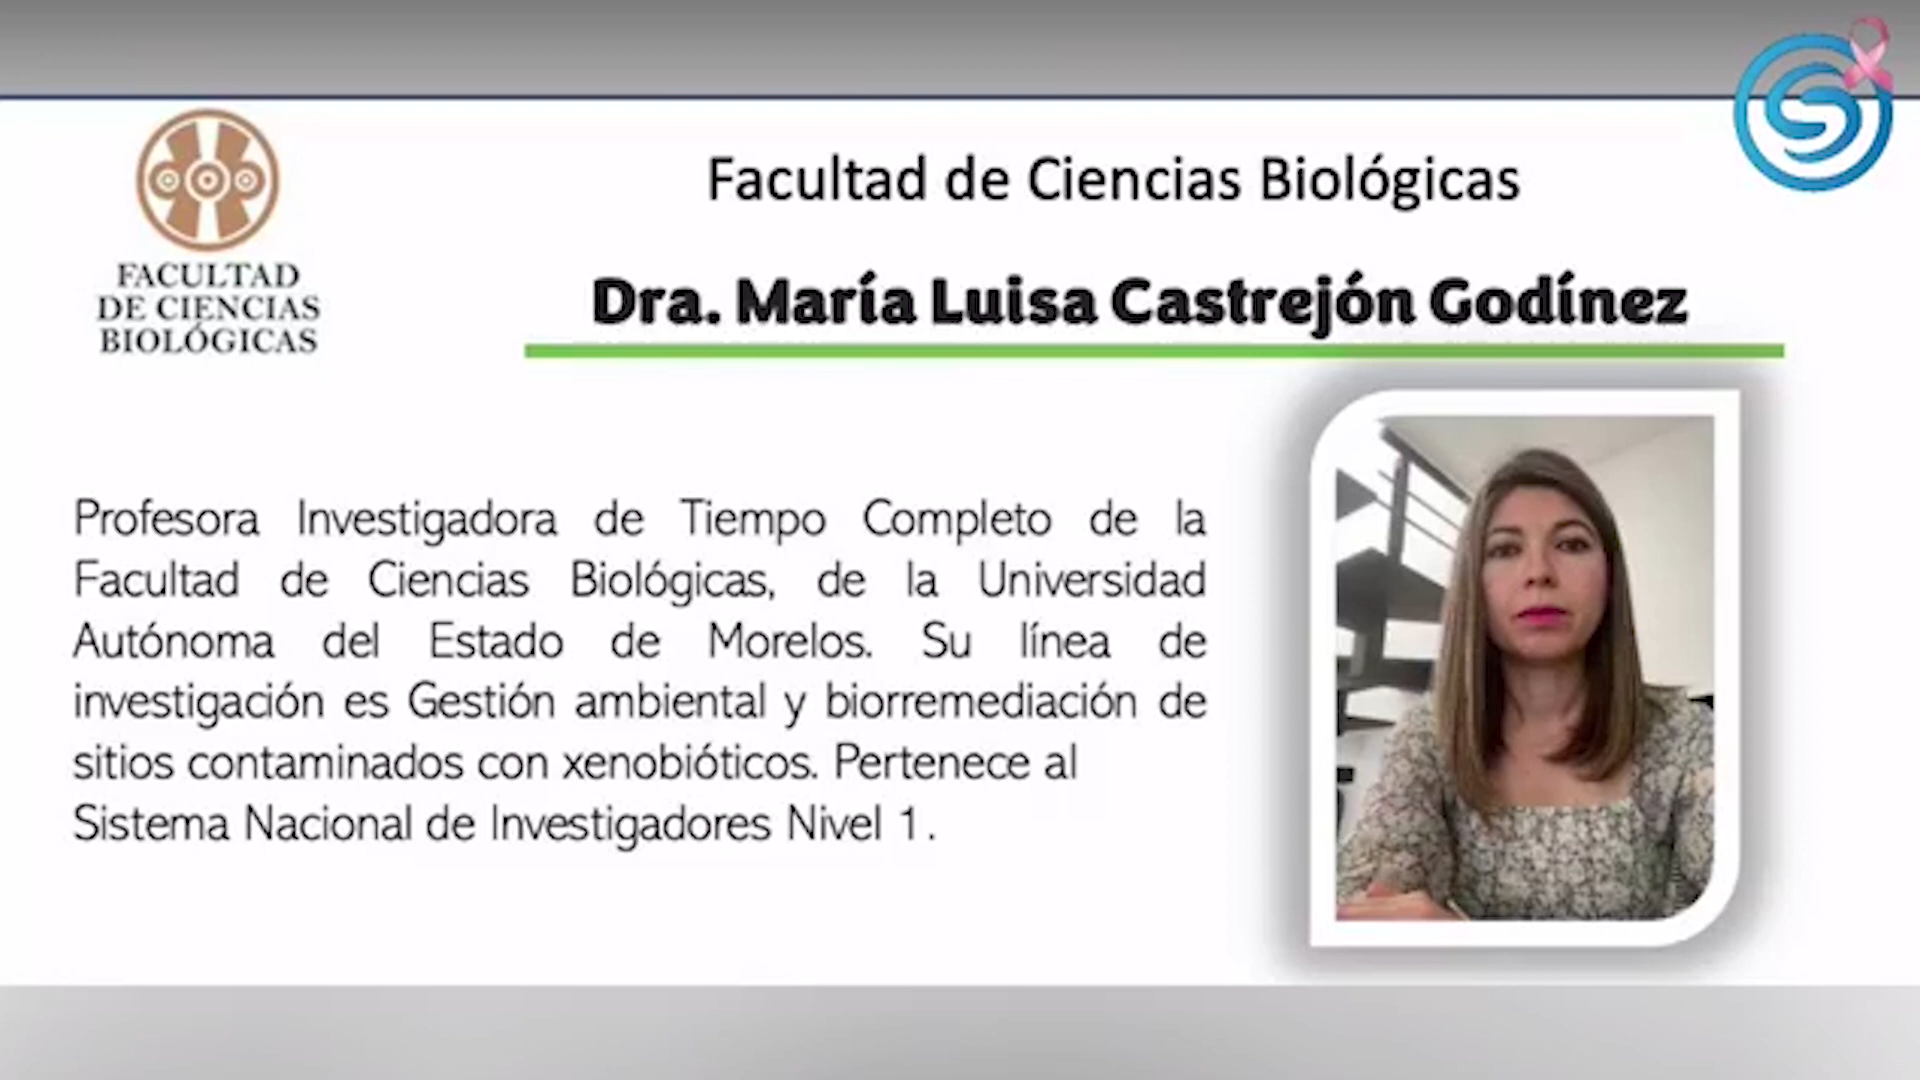 FACULTAD
DE CIENCIAS
BIOLÓGICAS
Facultad de Ciencias Biológicas
Dra. María Luisa Castrejón Godínez
Profesora Investigadora de Tiempo Completo de la
Facultad de Ciencias Biológicas, de la Universidad
Autónoma del Estado de Morelos. Su línea de
investigación es Gestión ambiental y biorremediación de
sitios contaminados con xenobióticos. Pertenece al
Sistema Nacional de Investigadores Nivel 1.